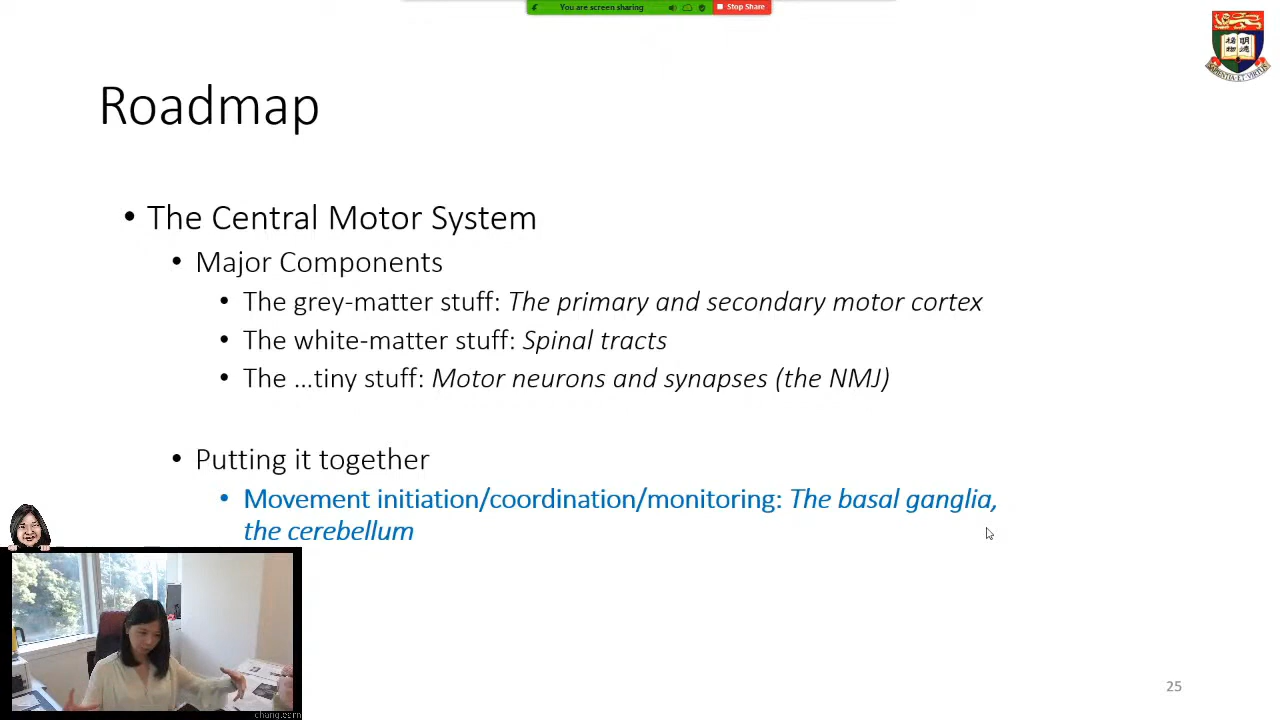 You are screen sharing
Stop Share
Roadmap
• The Central Motor System
• Major Components
• The grey-matter stuff: The primary and secondary motor cortex
• The white-matter stuff: Spinal tracts
• The …tiny stuff: Motor neurons and synapses (the NMJ)
• Putting it together
• Movement initiation/coordination/monitoring: The basal ganglia,
the cerebellum
25